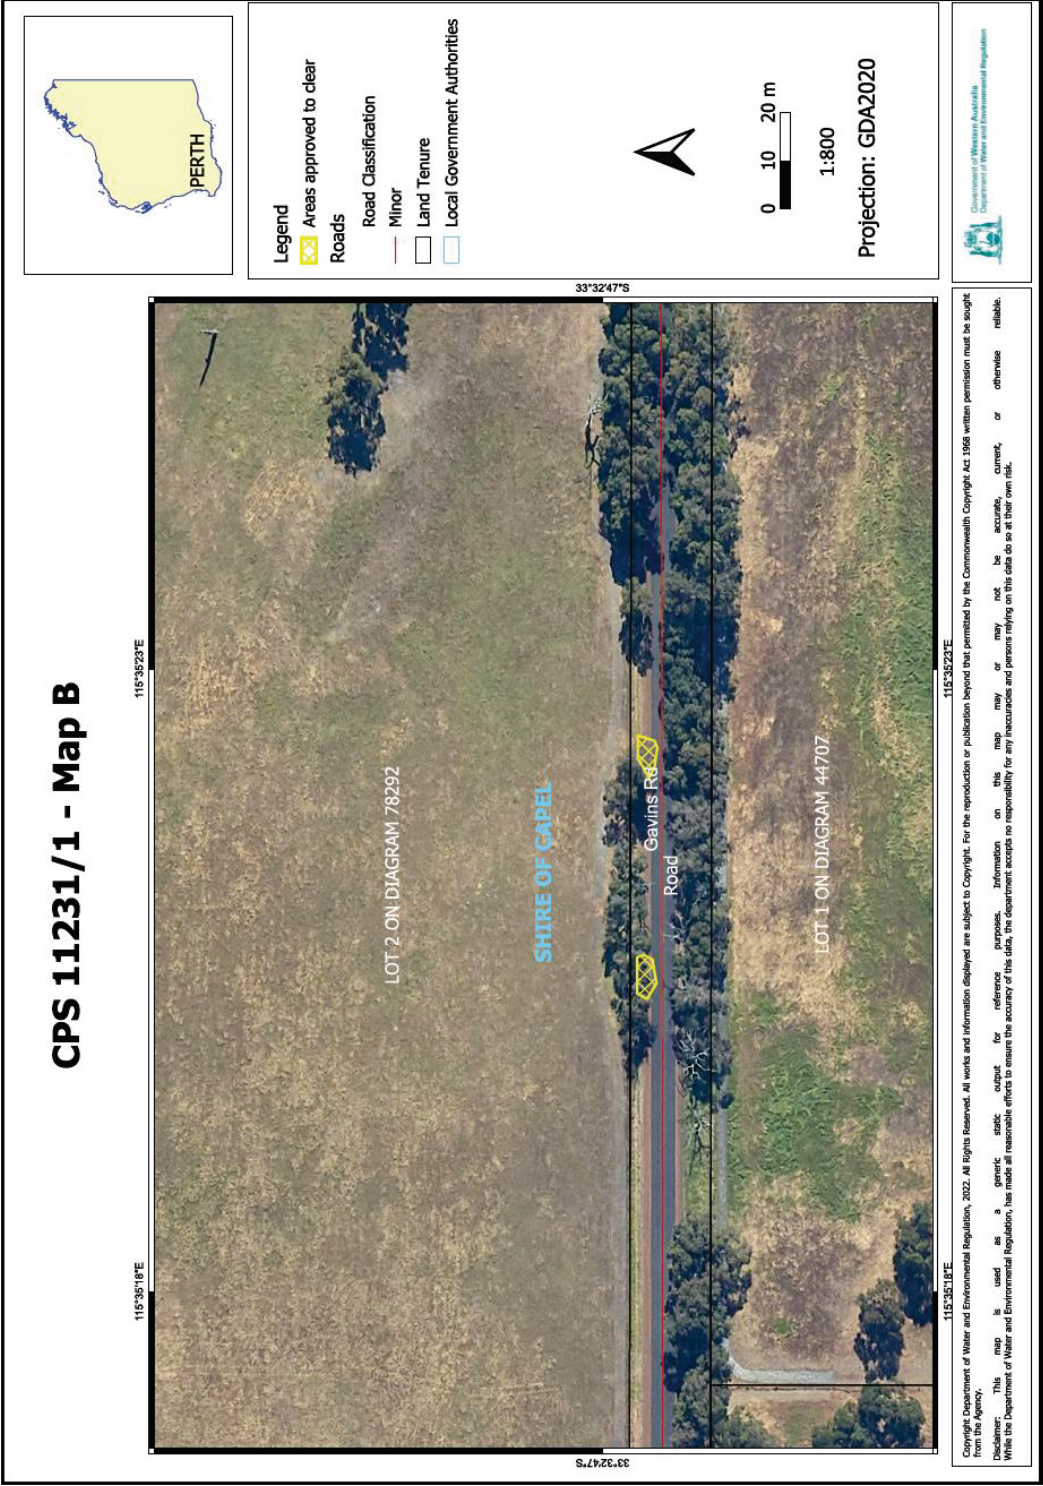 CPS 11231/1 - Map B
115°35'18"E
115°35'23"E
33°32'47"S
33°32'47"S
LOT 2 ON DIAGRAM 78292
SHIRE OF CAPEL
Gavins Rd
Road
LOT 1 ON DIAGRAM 44707
115°35'18"E
115°35'23"E
PERTH
Legend
Areas approved to clear
Roads
Road Classification
Minor
Land Tenure
Local Government Authorities
0 10 20 m
1:800
Projection: GDA2020
Government of Western Australia
Department of Water and Environmental Regulation
Copyright Department of Water and Environmental Regulation, 2022. All Rights Reserved. All works and information displayed are subject to Copyright. For the reproduction or publication beyond that permitted by the Commonwealth Copyright Act 1968 written permission must be sought
from the Agency.
Disclaimer: This map is used as a generic static output for reference purposes. Information on this map may or may not be accurate, current, or otherwise reliable.
While the Department of Water and Environmental Regulation, has made all reasonable efforts to ensure the accuracy of this data, the department accepts no responsibility for any inaccuracies and persons relying on this data do so at their own risk.